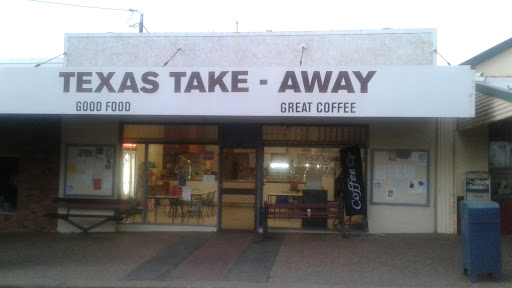 TEXAS TAKE - AWAY
GOOD FOOD
GREAT COFFEE
Coffee